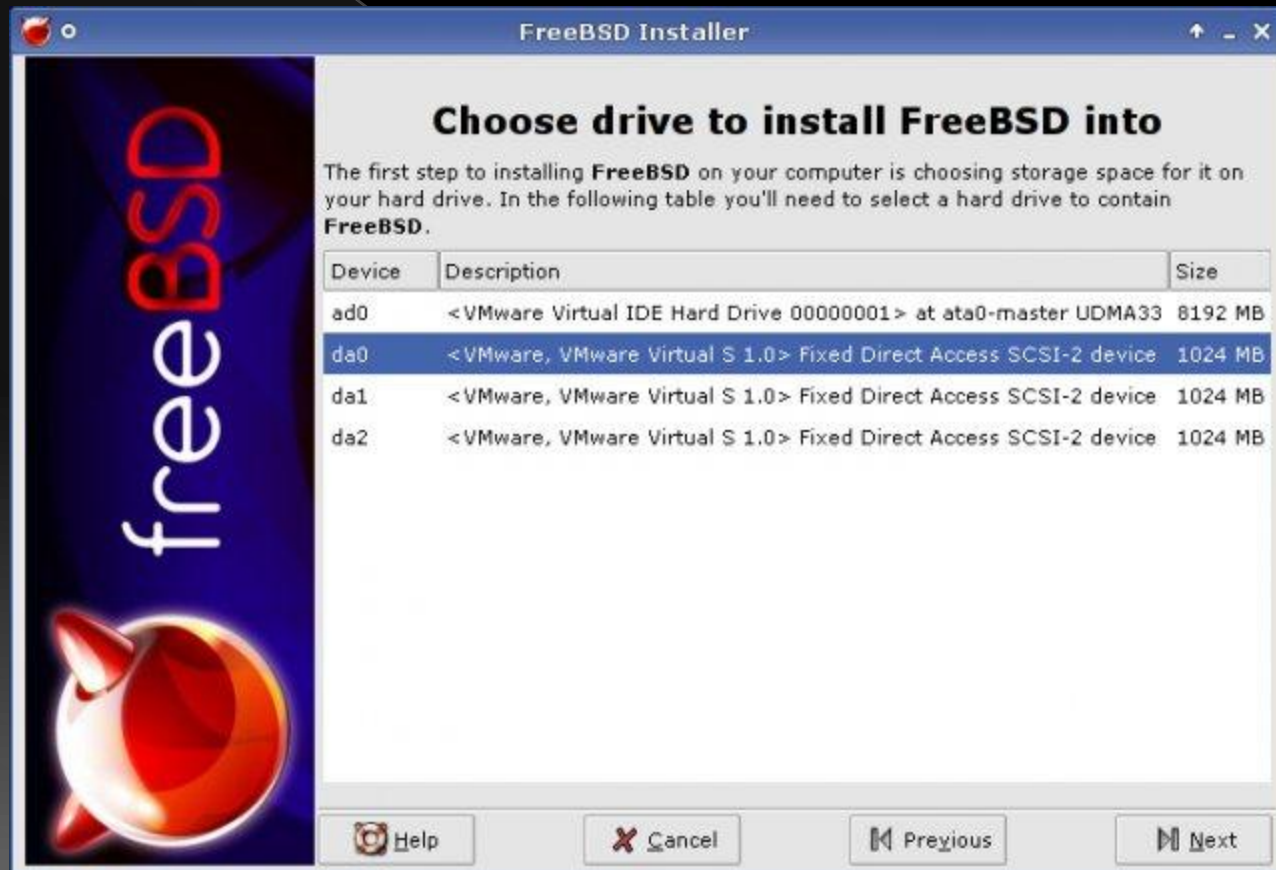 FreeBSD Installer
freeBSD
Choose drive to install FreeBSD into
The first step to installing FreeBSD on your computer is choosing storage space for it on
your hard drive. In the following table you'll need to select a hard drive to contain
FreeBSD.
Device Description Size
ad0 <VMware Virtual IDE Hard Drive 00000001> at ata0-master UDMA33 8192 MB
da0 <VMware, VMware Virtual S 1.0> Fixed Direct Access SCSI-2 device 1024 MB
da1 <VMware, VMware Virtual S 1.0> Fixed Direct Access SCSI-2 device 1024 MB
da2 <VMware, VMware Virtual S 1.0> Fixed Direct Access SCSI-2 device 1024 MB
Help Cancel Previous Next